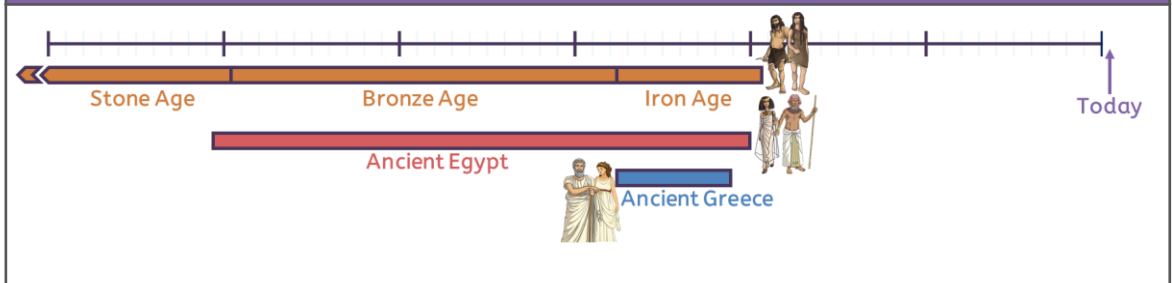 Stone Age
Bronze Age
Iron Age
Today
Ancient Egypt
Ancient Greece